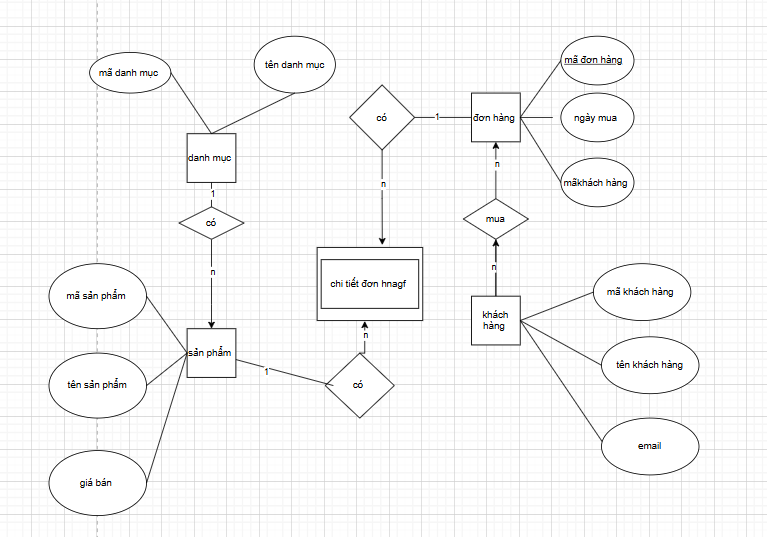 tên danh mục
mã danh mục
mã đơn hàng
có
1
đơn hàng
ngày mua
danh mục
n
n
mãkhách hàng
1
có
mua
n
n
chi tiết đơn hnagf
mã sản phẩm
mã khách hàng
khách
hàng
n
sản phẩm
1
tên khách hàng
tên sản phẩm
có
email
giá bán